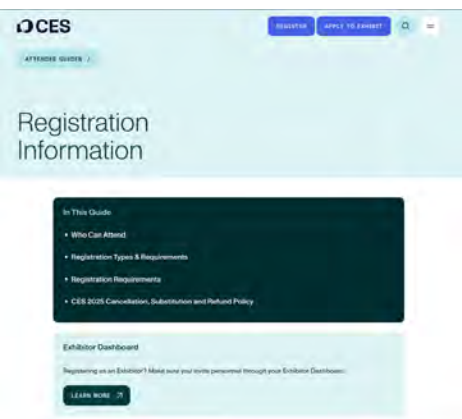 CES
REGISTER
APPLY TO EXHIBIT
ATTENDEE GUIDES /
Registration
Information
In This Guide
• Who Can Attend
• Registration Types & Requirements
• Registration Requirements
• CES 2025 Cancellation, Substitution and Refund Policy
Exhibitor Dashboard
Registering as an Exhibitor? Make sure you invite personnel through your Exhibitor Dashboard.
LEARN MORE